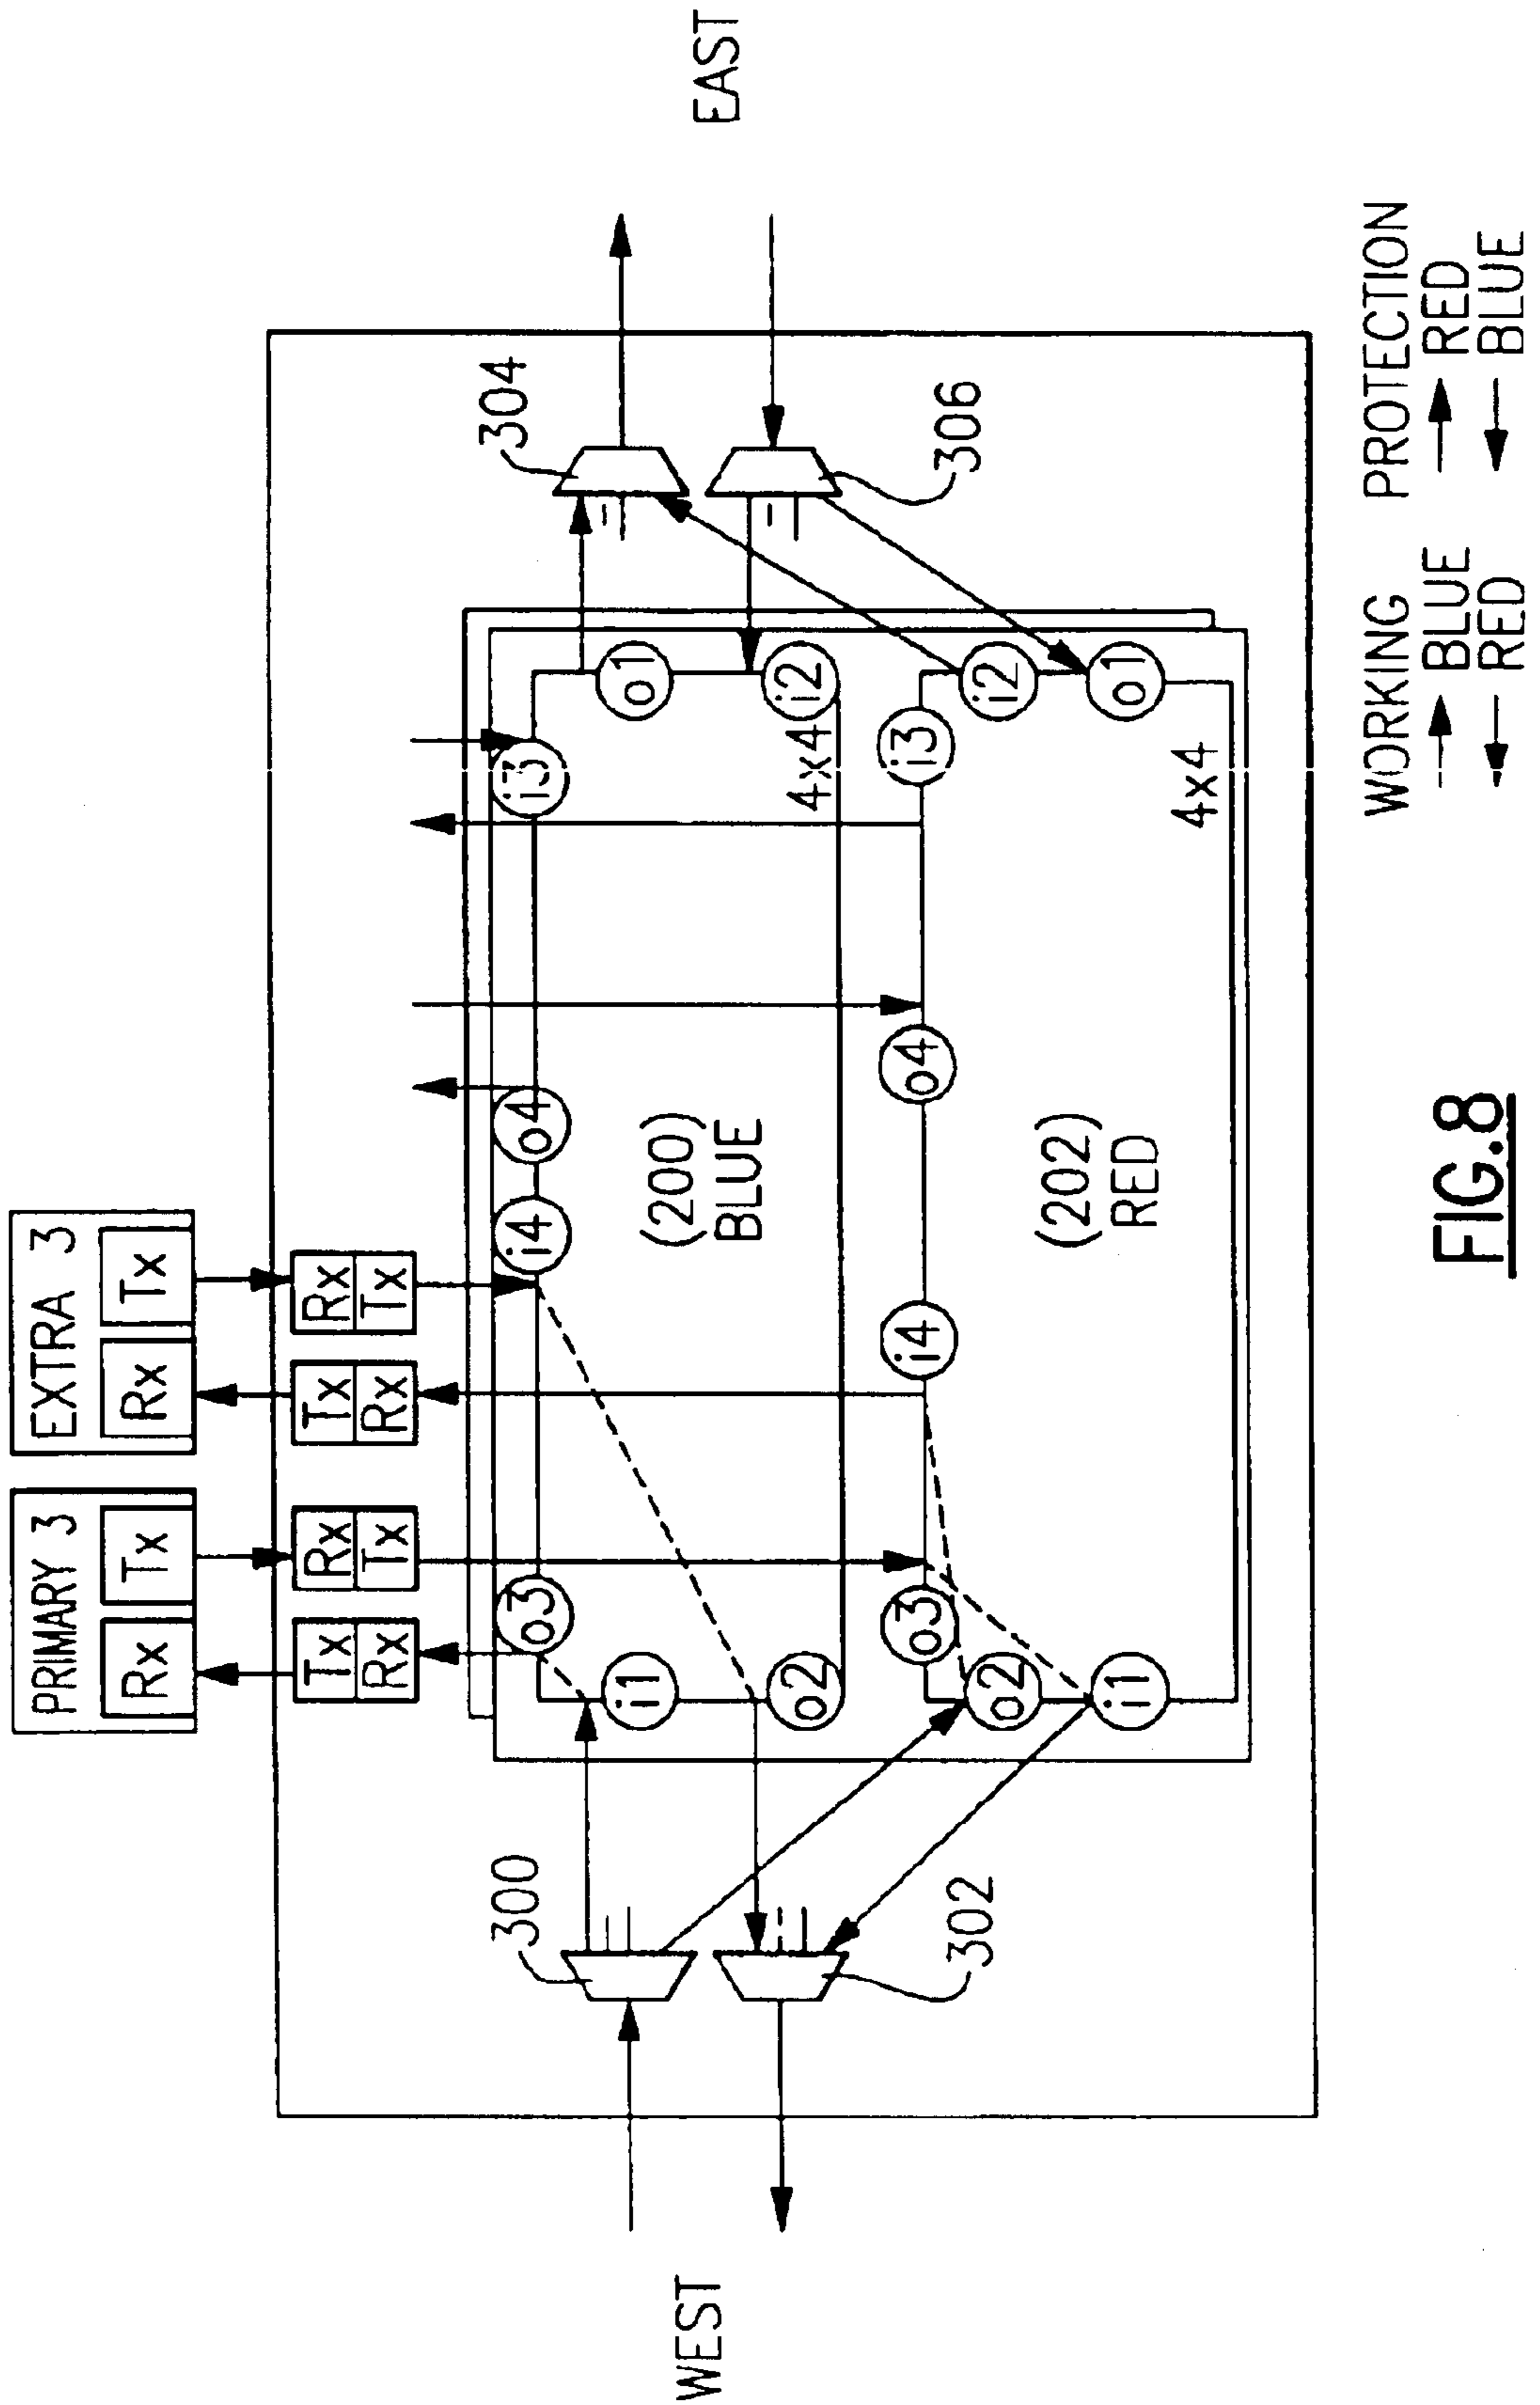 PRIMARY 3
Rx
Tx
EXTRA 3
Rx
Tx
Tx
Rx
Rx
Tx
Tx
Rx
Rx
Tx
o3
i4
o4
i3
i1
o1
o2
i2
(200)
BLUE
4x4
o3
i4
o4
i3
o2
i2
i1
o1
(202)
RED
4x4
300
302
304
306
WEST
EAST
WORKING PROTECTION
BLUE RED
RED BLUE
FIG.8